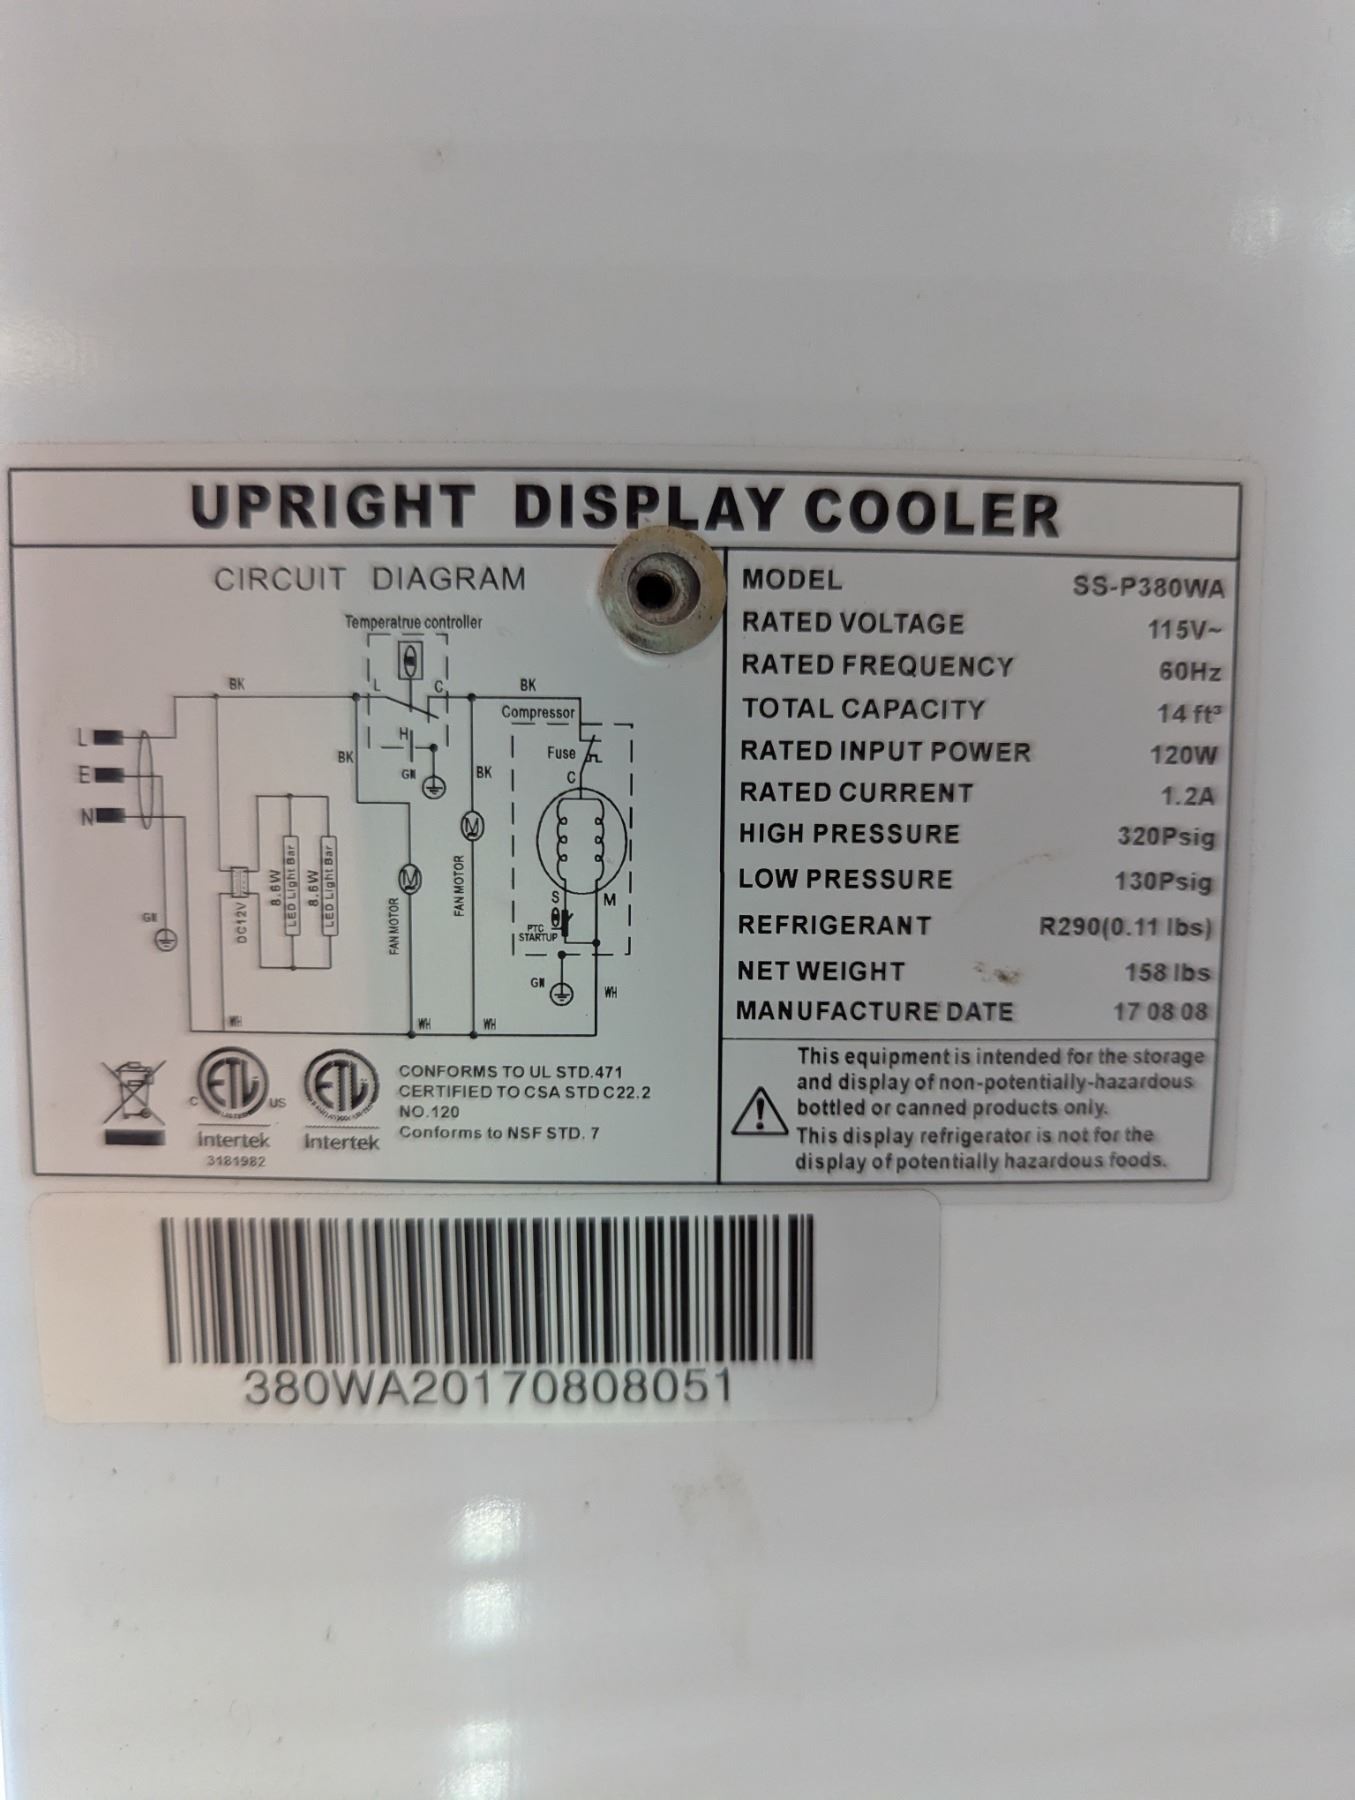 UPRIGHT DISPLAY COOLER
CIRCUIT DIAGRAM
Temperatrue controller
BK
L
C
BK
Compressor
H
GN
BK
BK
Fuse
C
L
E
N
GN
DC12V
8.6W
LED Light Bar
8.6W
LED Light Bar
M
FAN MOTOR
M
FAN MOTOR
S
M
PTC
STARTUP
GN
WH
WH
WH
WH
MODEL SS-P380WA
RATED VOLTAGE 115V~
RATED FREQUENCY 60Hz
TOTAL CAPACITY 14 ft³
RATED INPUT POWER 120W
RATED CURRENT 1.2A
HIGH PRESSURE 320Psig
LOW PRESSURE 130Psig
REFRIGERANT R290(0.11 lbs)
NET WEIGHT 158 lbs
MANUFACTURE DATE 17 08 08
C ETL US
Intertek
3181982
ETL
Intertek
CONFORMS TO UL STD.471
CERTIFIED TO CSA STD C22.2
NO.120
Conforms to NSF STD. 7
This equipment is intended for the storage
and display of non-potentially-hazardous
bottled or canned products only.
This display refrigerator is not for the
display of potentially hazardous foods.
380WA20170808051